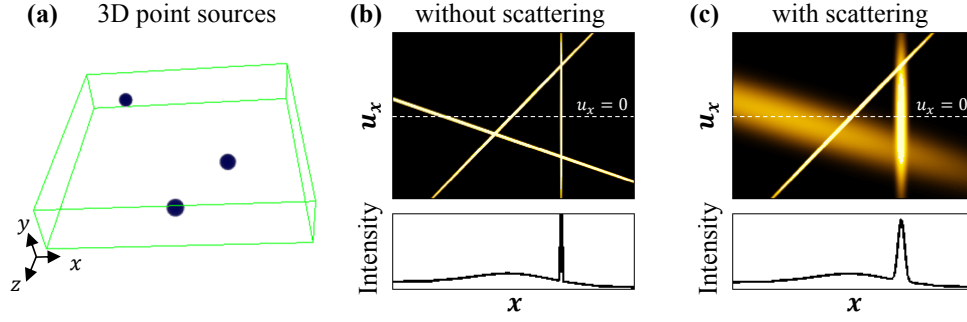 (a) 3D point sources
y
x
z
(b) without scattering
u_x
u_x = 0
Intensity
x
(c) with scattering
u_x
u_x = 0
Intensity
x